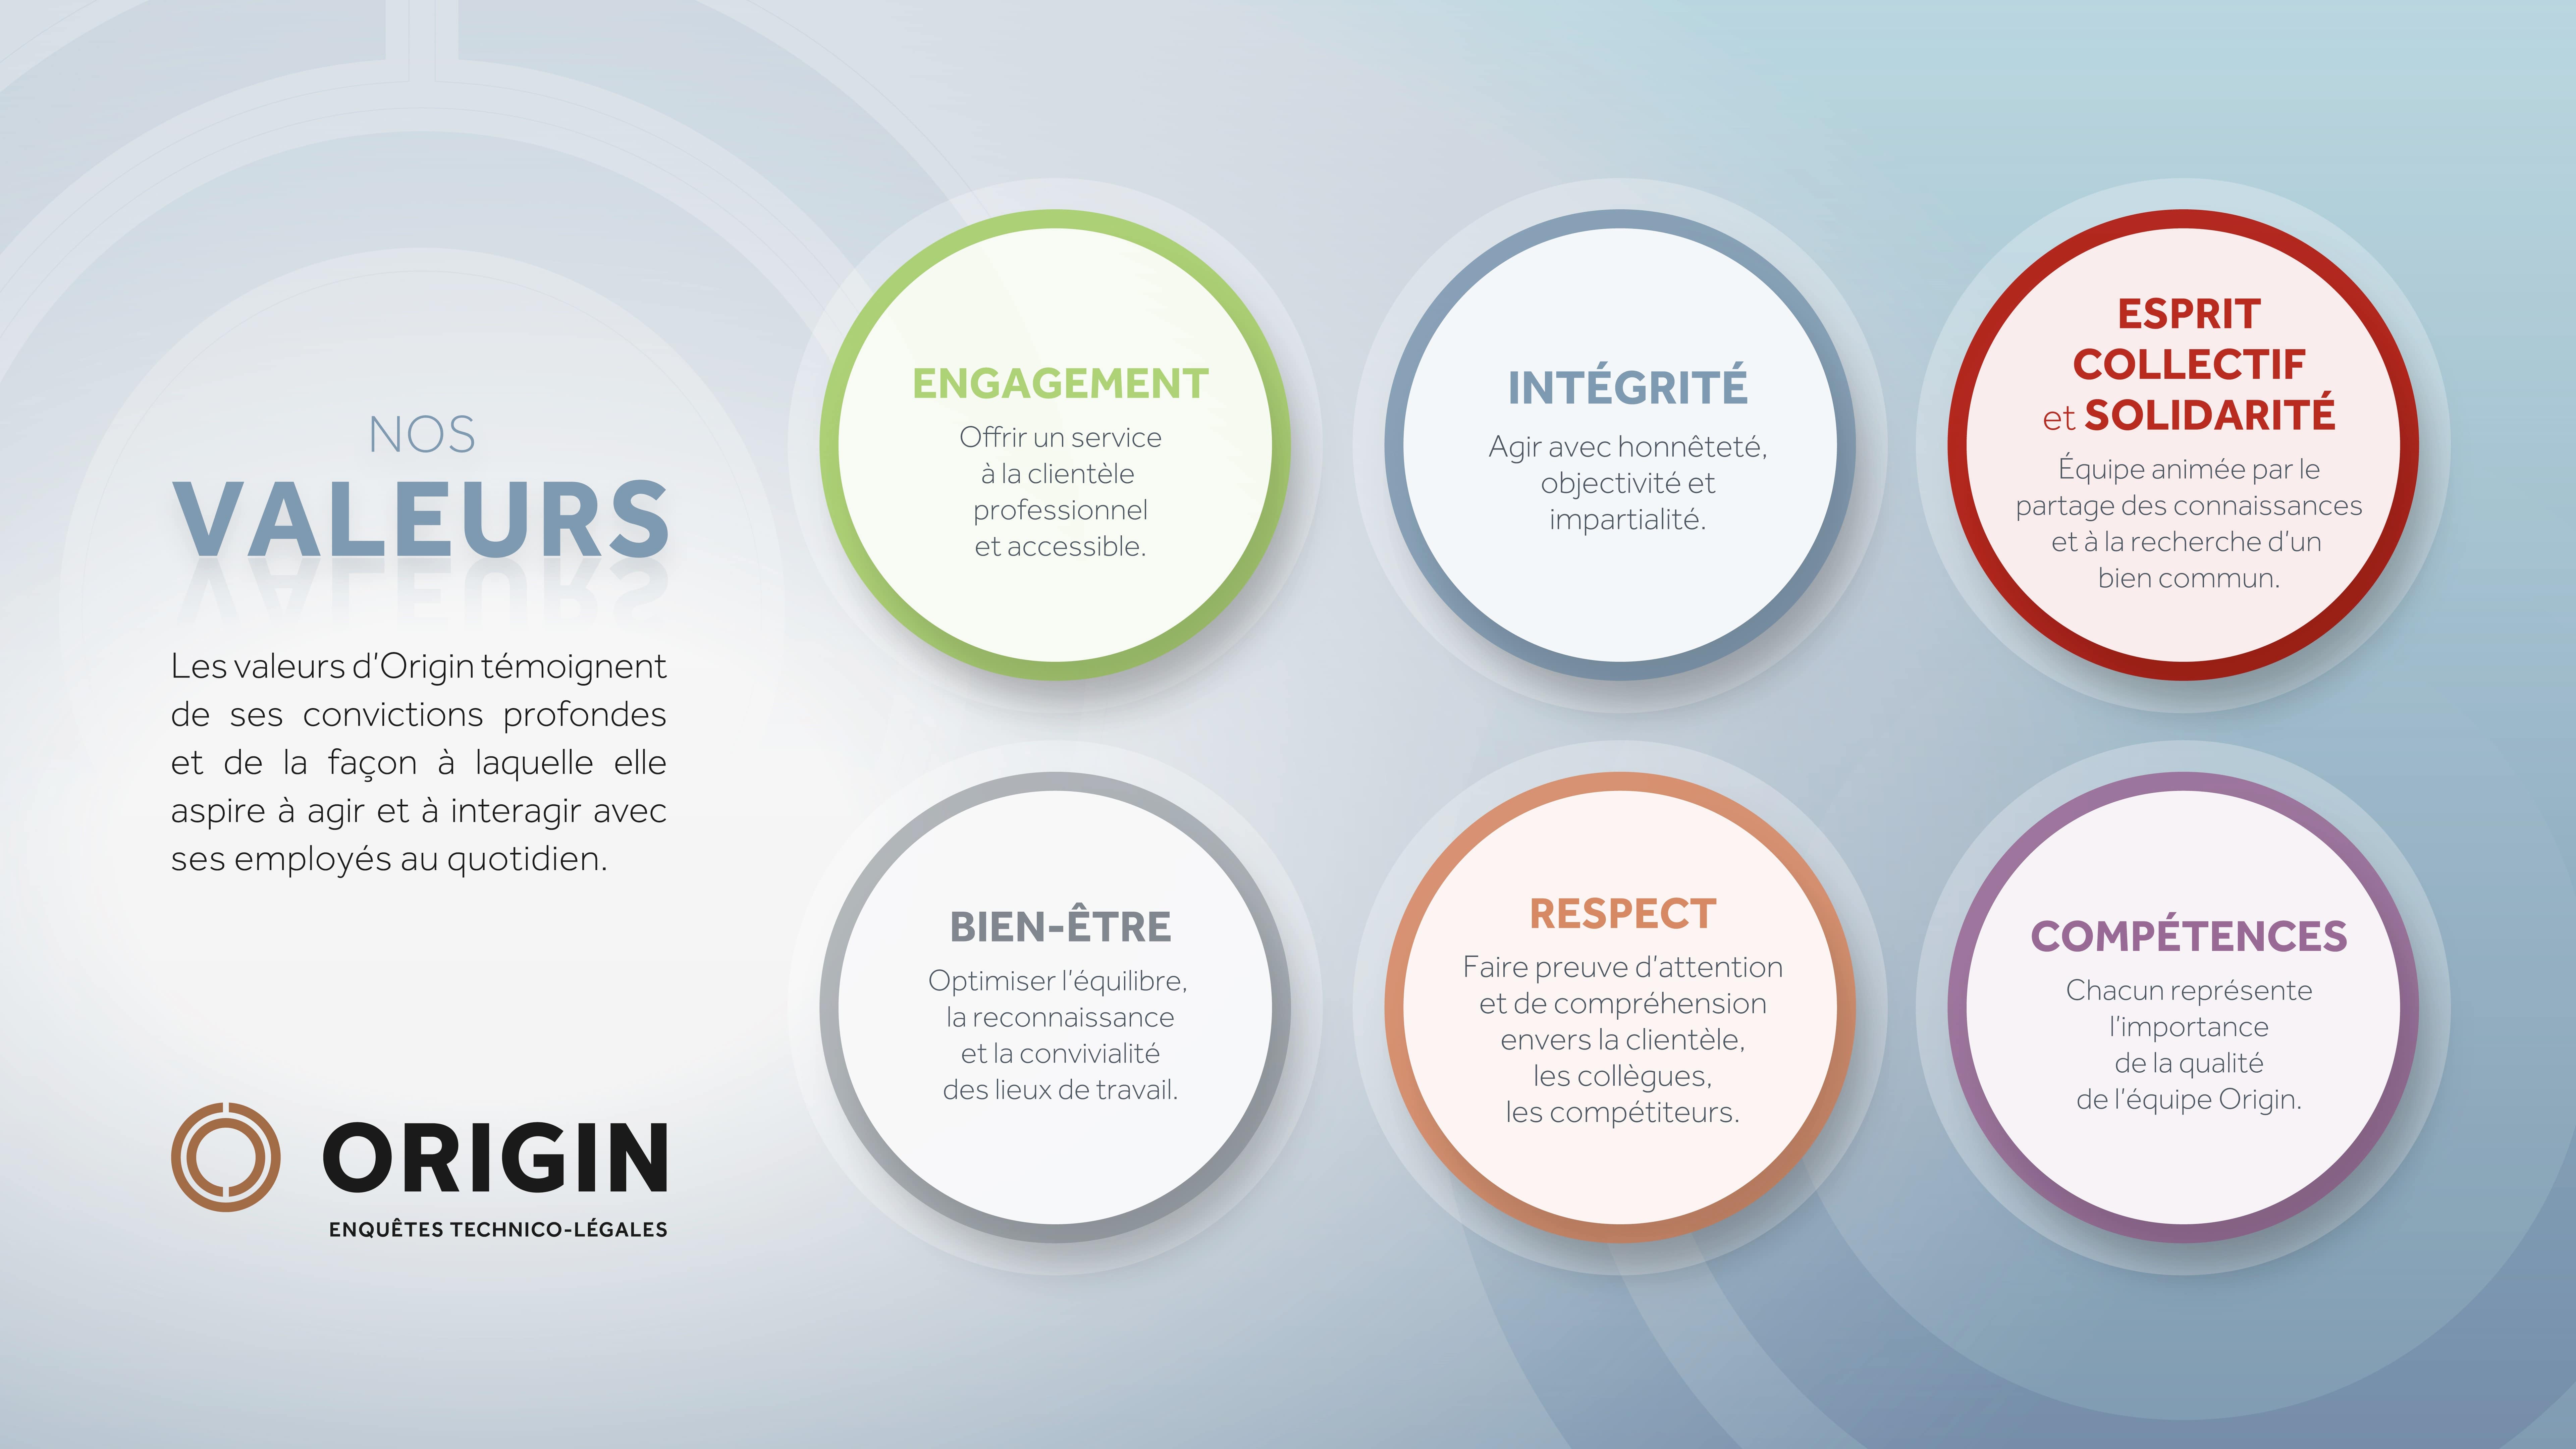 NOS
VALEURS
Les valeurs d'Origin témoignent
de ses convictions profondes
et de la façon à laquelle elle
aspire à agir et à interagir avec
ses employés au quotidien.
ORIGIN
ENQUÊTES TECHNICO-LÉGALES
ENGAGEMENT
Offrir un service
à la clientèle
professionnel
et accessible.
INTÉGRITÉ
Agir avec honnêteté,
objectivité et
impartialité.
ESPRIT
COLLECTIF
et SOLIDARITÉ
Équipe animée par le
partage des connaissances
et à la recherche d'un
bien commun.
BIEN-ÊTRE
Optimiser l'équilibre,
la reconnaissance
et la convivialité
des lieux de travail.
RESPECT
Faire preuve d'attention
et de compréhension
envers la clientèle,
les collègues,
les compétiteurs.
COMPÉTENCES
Chacun représente
l'importance
de la qualité
de l'équipe Origin.